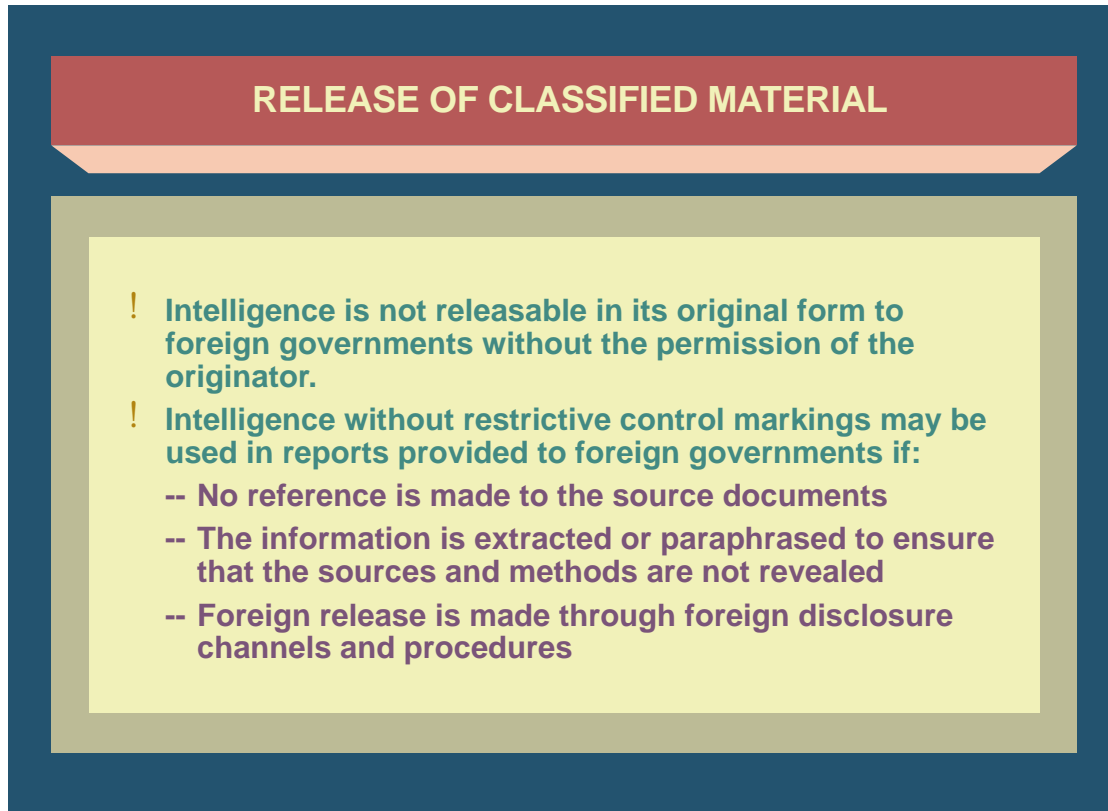 RELEASE OF CLASSIFIED MATERIAL
! Intelligence is not releasable in its original form to
foreign governments without the permission of the
originator.
! Intelligence without restrictive control markings may be
used in reports provided to foreign governments if:
-- No reference is made to the source documents
-- The information is extracted or paraphrased to ensure
that the sources and methods are not revealed
-- Foreign release is made through foreign disclosure
channels and procedures